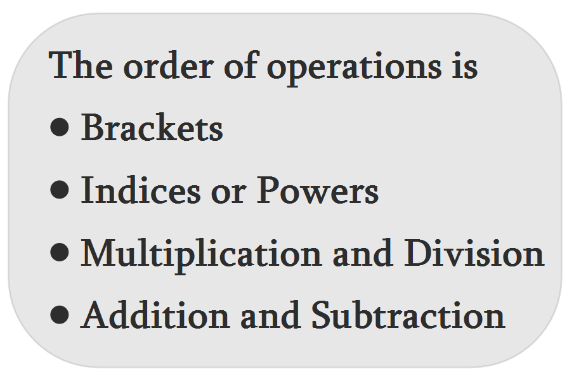 The order of operations is
● Brackets
● Indices or Powers
● Multiplication and Division
● Addition and Subtraction